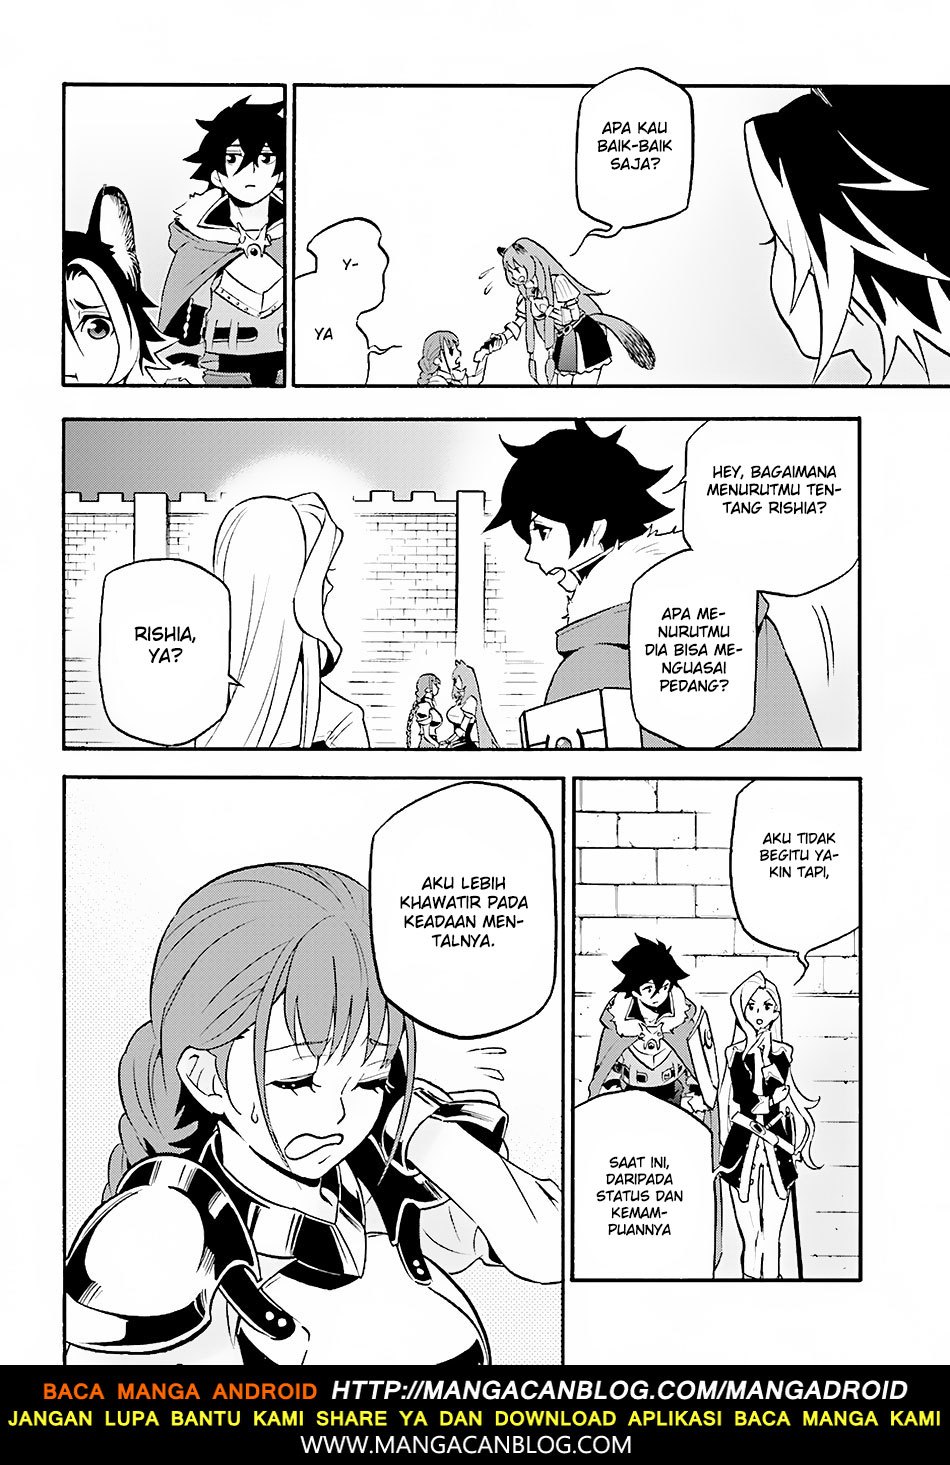 APA KAU
BAIK-BAIK
SAJA?
Y-
YA
HEY, BAGAIMANA
MENURUTMU TEN-
TANG RISHIA?
APA ME-
NURUTMU
DIA BISA ME-
NGUASAI
PEDANG?
RISHIA,
YA?
AKU TIDAK
BEGITU YA-
KIN TAPI,
SAAT INI,
DARIPADA
STATUS DAN
KEMAM-
PUANNYA
AKU LEBIH
KHAWATIR PADA
KEADAAN MEN-
TALNYA.
BACA MANGA ANDROID HTTP://MANGACANBLOG.COM/MANGADROID
JANGAN LUPA BANTU KAMI SHARE YA DAN DOWNLOAD APLIKASI BACA MANGA KAMI
WWW.MANGACANBLOG.COM